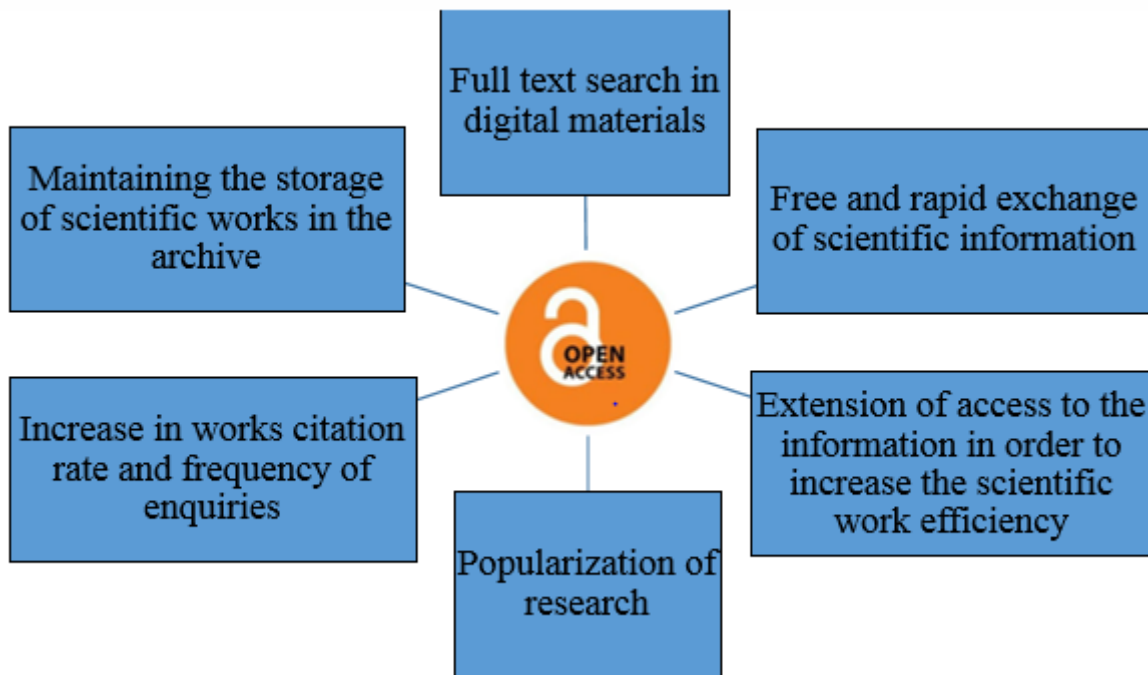 Full text search in
digital materials
Maintaining the storage
of scientific works in the
archive
Free and rapid exchange
of scientific information
OPEN
ACCESS
Increase in works citation
rate and frequency of
enquiries
Extension of access to the
information in order to
increase the scientific
work efficiency
Popularization of
research